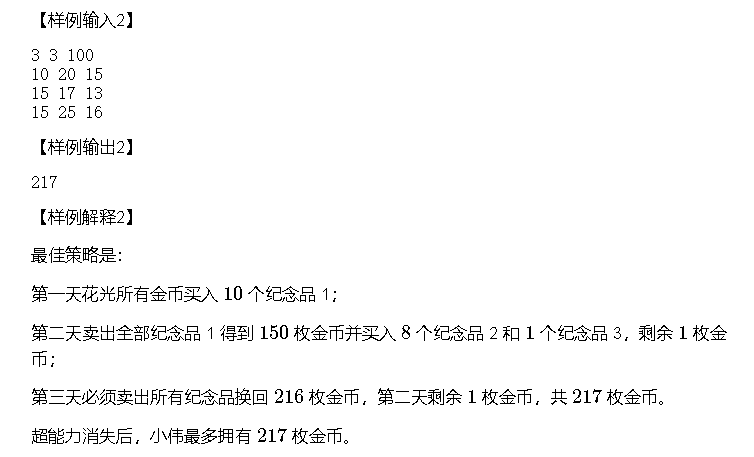 【样例输入2】
3 3 100
10 20 15
15 17 13
15 25 16
【样例输出2】
217
【样例解释2】
最佳策略是：
第一天花光所有金币买入 10 个纪念品 1；
第二天卖出全部纪念品 1 得到 150 枚金币并买入 8 个纪念品 2 和 1 个纪念品 3，剩余 1 枚金
币；
第三天必须卖出所有纪念品换回 216 枚金币，第二天剩余 1 枚金币，共 217 枚金币。
超能力消失后，小伟最多拥有 217 枚金币。